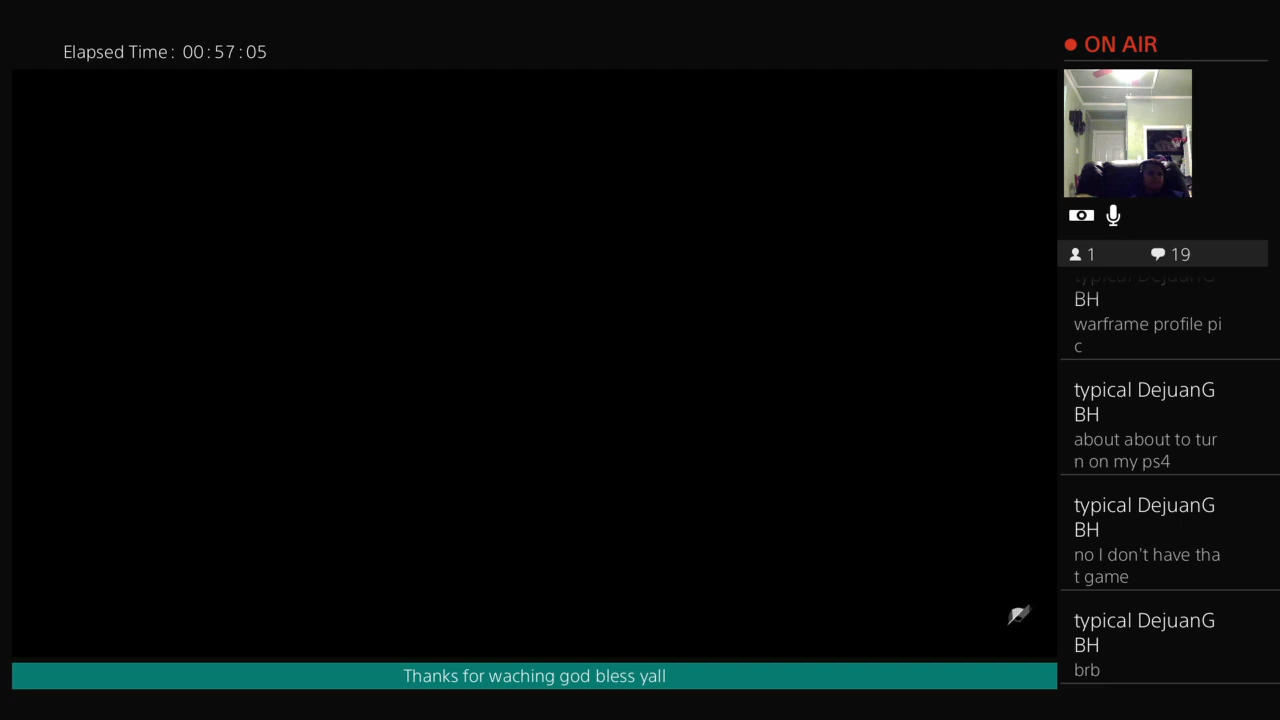 Elapsed Time: 00:57:05
ON AIR
1 19
typical DejuanG
BH
warframe profile pi
c
typical DejuanG
BH
about about to tur
n on my ps4
typical DejuanG
BH
no I don't have tha
t game
typical DejuanG
BH
brb
Thanks for waching god bless yall